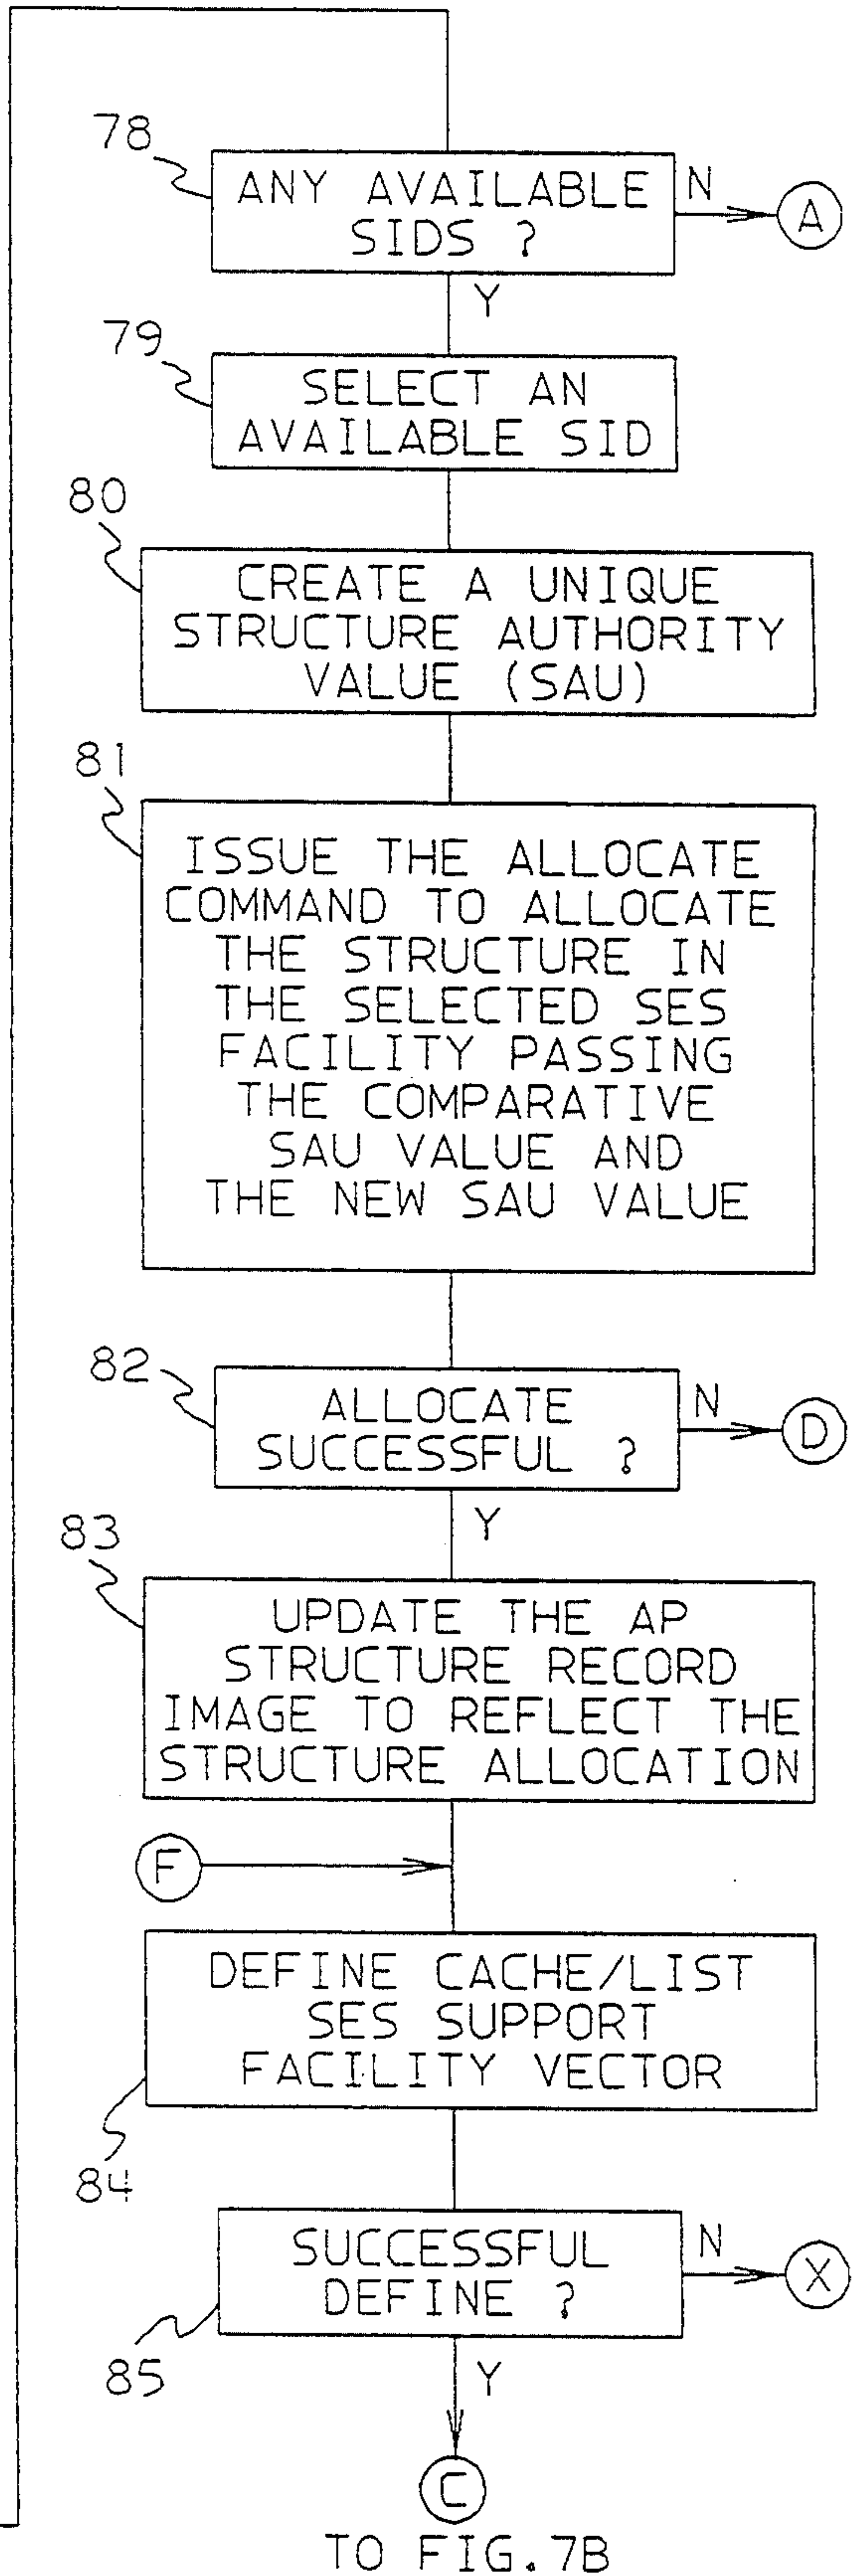 78
ANY AVAILABLE
SIDS ?
N
A
Y
79
SELECT AN
AVAILABLE SID
80
CREATE A UNIQUE
STRUCTURE AUTHORITY
VALUE (SAU)
81
ISSUE THE ALLOCATE
COMMAND TO ALLOCATE
THE STRUCTURE IN
THE SELECTED SES
FACILITY PASSING
THE COMPARATIVE
SAU VALUE AND
THE NEW SAU VALUE
82
ALLOCATE
SUCCESSFUL ?
N
D
Y
83
UPDATE THE AP
STRUCTURE RECORD
IMAGE TO REFLECT THE
STRUCTURE ALLOCATION
F
DEFINE CACHE/LIST
SES SUPPORT
FACILITY VECTOR
84
SUCCESSFUL
DEFINE ?
N
X
85
Y
C
TO FIG.7B